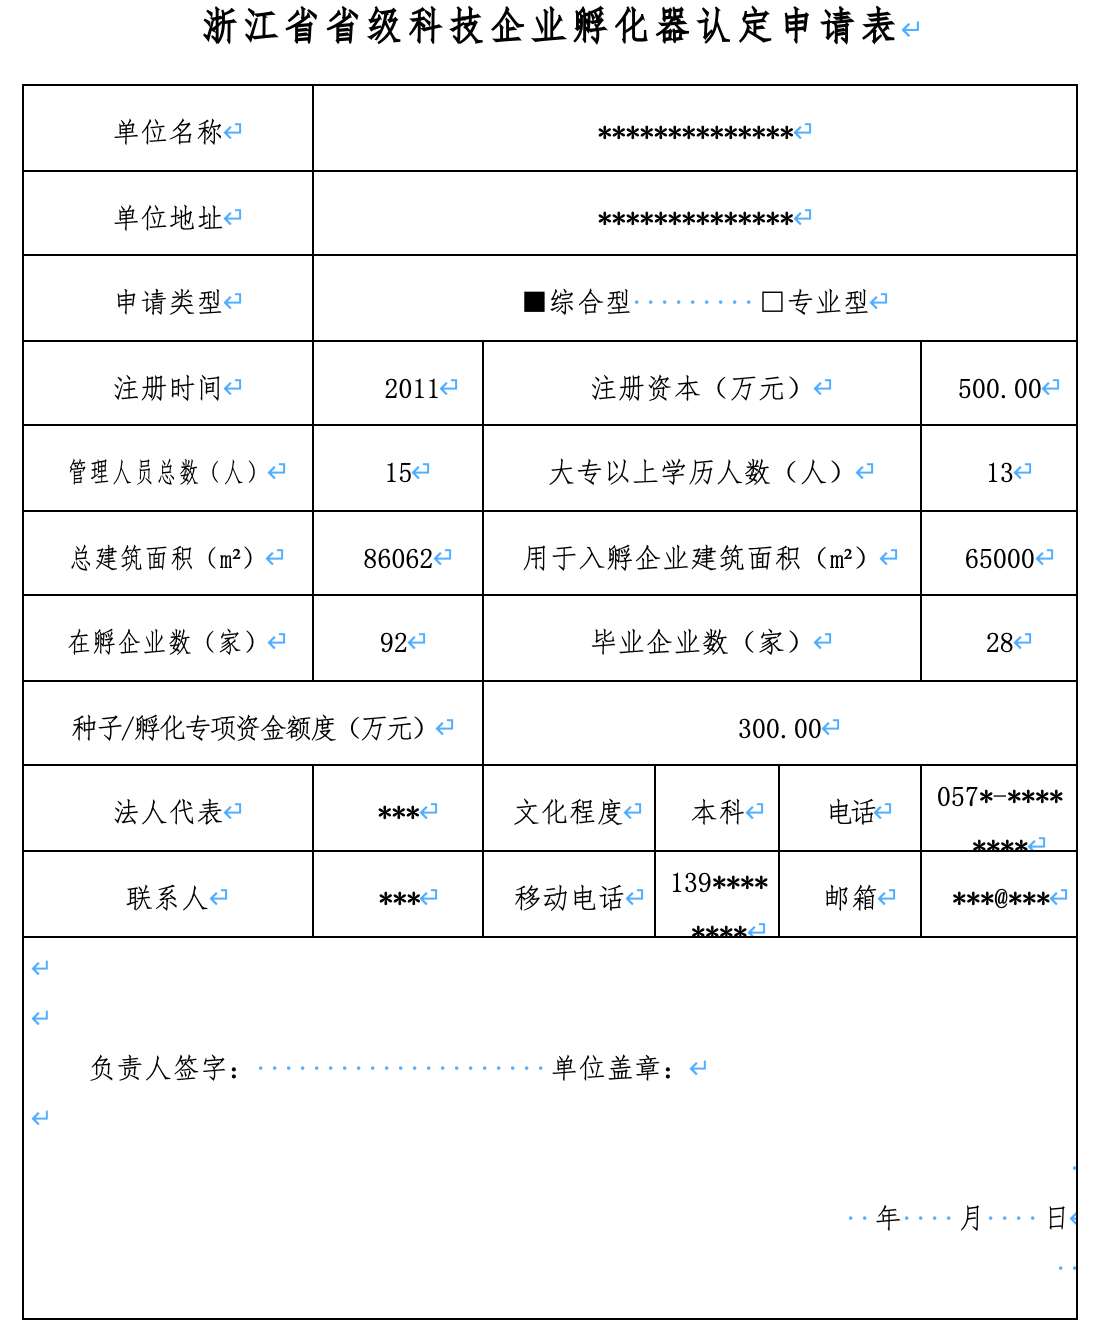 浙江省省级科技企业孵化器认定申请表
单位名称 **************
单位地址 **************
申请类型 ■综合型 □专业型
注册时间 2011 注册资本（万元） 500.00
管理人员总数（人） 15 大专以上学历人数（人） 13
总建筑面积（m²） 86062 用于入孵企业建筑面积（m²） 65000
在孵企业数（家） 92 毕业企业数（家） 28
种子/孵化专项资金额度（万元） 300.00
法人代表 *** 文化程度 本科 电话 057*-****
****
联系人 *** 移动电话 139**** 邮箱 ***@***
****
负责人签字： 单位盖章：
年 月 日